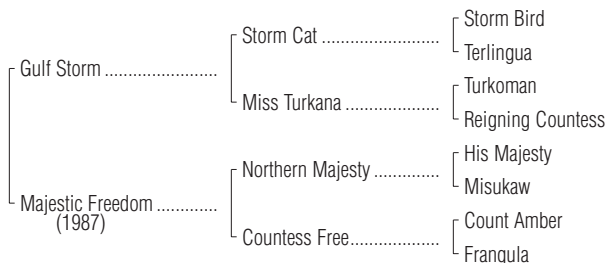 Storm Bird
Storm Cat ........................
Terlingua
Gulf Storm .......................
Turkoman
Miss Turkana ...................
Reigning Countess
His Majesty
Northern Majesty .............
Misukaw
Majestic Freedom ............
(1987)
Count Amber
Countess Free..................
Frangula